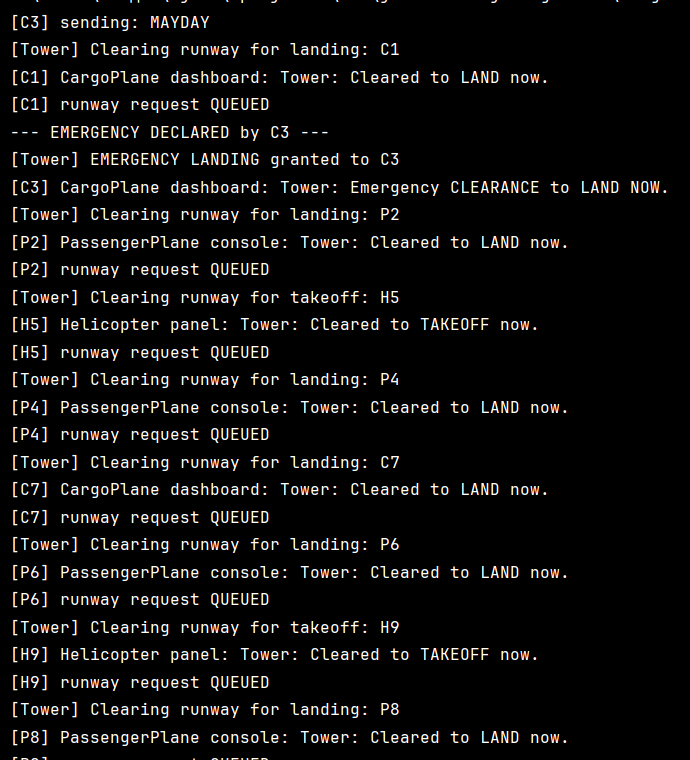 [C3] sending: MAYDAY
[Tower] Clearing runway for landing: C1
[C1] CargoPlane dashboard: Tower: Cleared to LAND now.
[C1] runway request QUEUED
--- EMERGENCY DECLARED by C3 ---
[Tower] EMERGENCY LANDING granted to C3
[C3] CargoPlane dashboard: Tower: Emergency CLEARANCE to LAND NOW.
[Tower] Clearing runway for landing: P2
[P2] PassengerPlane console: Tower: Cleared to LAND now.
[P2] runway request QUEUED
[Tower] Clearing runway for takeoff: H5
[H5] Helicopter panel: Tower: Cleared to TAKEOFF now.
[H5] runway request QUEUED
[Tower] Clearing runway for landing: P4
[P4] PassengerPlane console: Tower: Cleared to LAND now.
[P4] runway request QUEUED
[Tower] Clearing runway for landing: C7
[C7] CargoPlane dashboard: Tower: Cleared to LAND now.
[C7] runway request QUEUED
[Tower] Clearing runway for landing: P6
[P6] PassengerPlane console: Tower: Cleared to LAND now.
[P6] runway request QUEUED
[Tower] Clearing runway for takeoff: H9
[H9] Helicopter panel: Tower: Cleared to TAKEOFF now.
[H9] runway request QUEUED
[Tower] Clearing runway for landing: P8
[P8] PassengerPlane console: Tower: Cleared to LAND now.